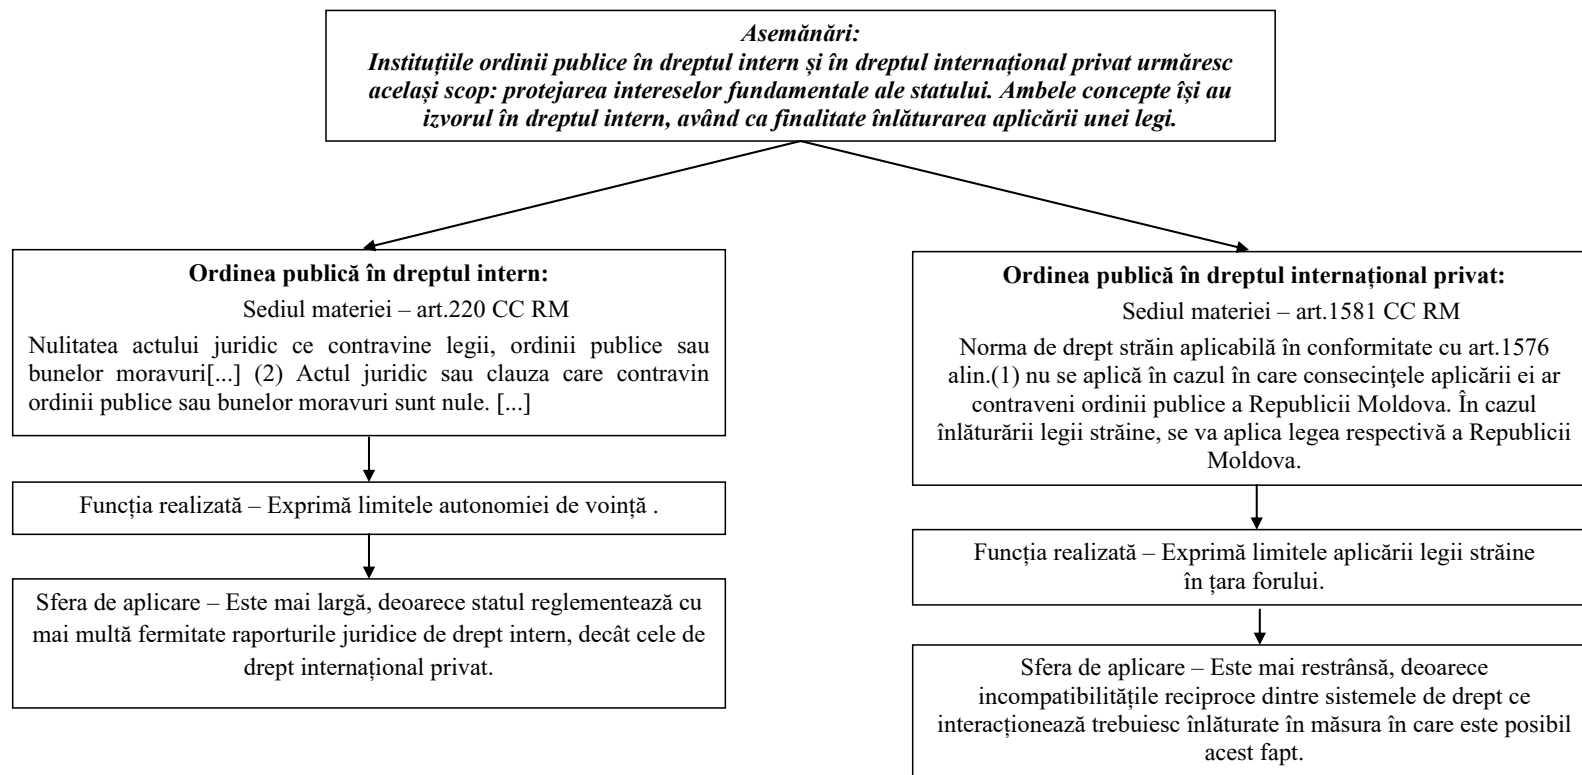 Asemănări:
Instituțiile ordinii publice în dreptul intern și în dreptul internațional privat urmăresc
același scop: protejarea intereselor fundamentale ale statului. Ambele concepte își au
izvorul în dreptul intern, având ca finalitate înlăturarea aplicării unei legi.
Ordinea publică în dreptul intern:
Sediul materiei – art.220 CC RM
Nulitatea actului juridic ce contravine legii, ordinii publice sau
bunelor moravuri[...] (2) Actul juridic sau clauza care contravin
ordinii publice sau bunelor moravuri sunt nule. [...]
Funcția realizată – Exprimă limitele autonomiei de voință .
Sfera de aplicare – Este mai largă, deoarece statul reglementează cu
mai multă fermitate raporturile juridice de drept intern, decât cele de
drept internațional privat.
Ordinea publică în dreptul internațional privat:
Sediul materiei – art.1581 CC RM
Norma de drept străin aplicabilă în conformitate cu art.1576
alin.(1) nu se aplică în cazul în care consecinţele aplicării ei ar
contraveni ordinii publice a Republicii Moldova. În cazul
înlăturării legii străine, se va aplica legea respectivă a Republicii
Moldova.
Funcția realizată – Exprimă limitele aplicării legii străine
în țara forului.
Sfera de aplicare – Este mai restrânsă, deoarece
incompatibilitățile reciproce dintre sistemele de drept ce
interacționează trebuiesc înlăturate în măsura în care este posibil
acest fapt.